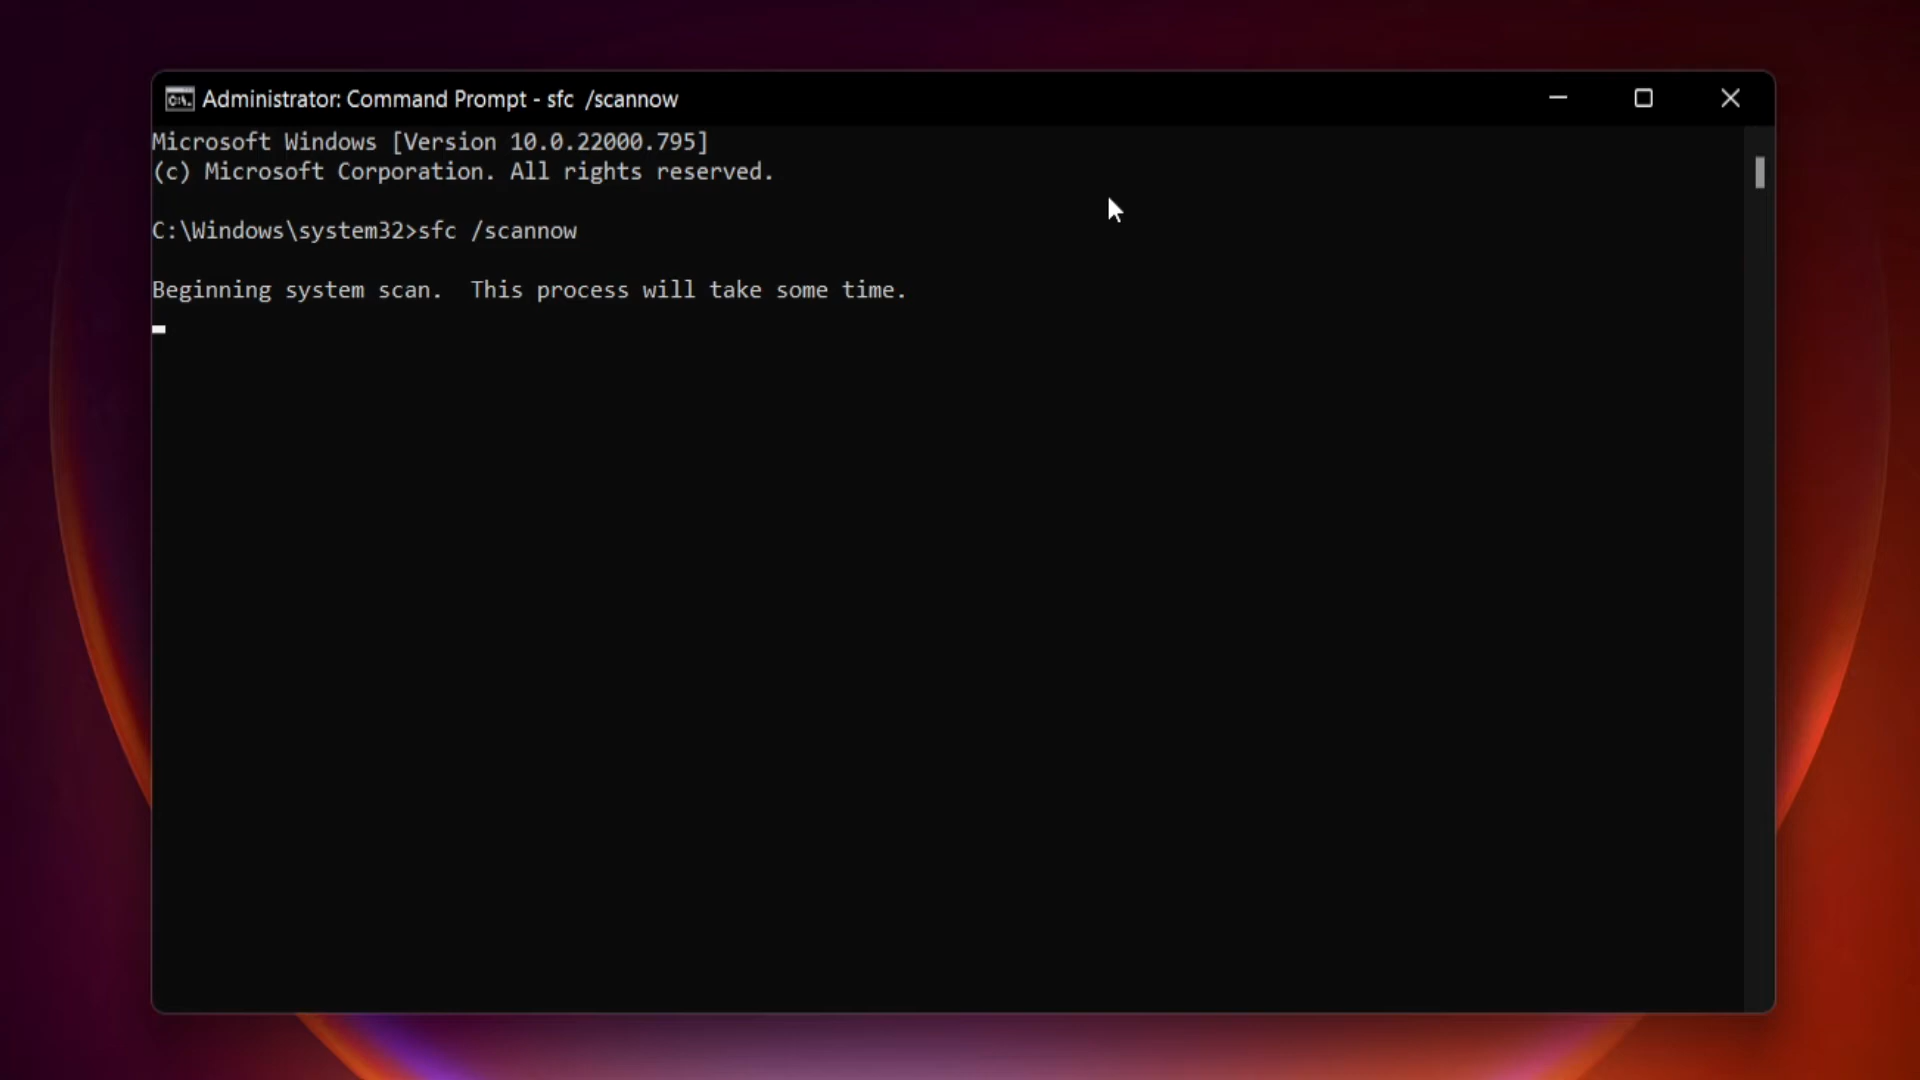 Administrator: Command Prompt - sfc  /scannow
Microsoft Windows [Version 10.0.22000.795]
(c) Microsoft Corporation. All rights reserved.
C:\Windows\system32>sfc /scannow
Beginning system scan.  This process will take some time.